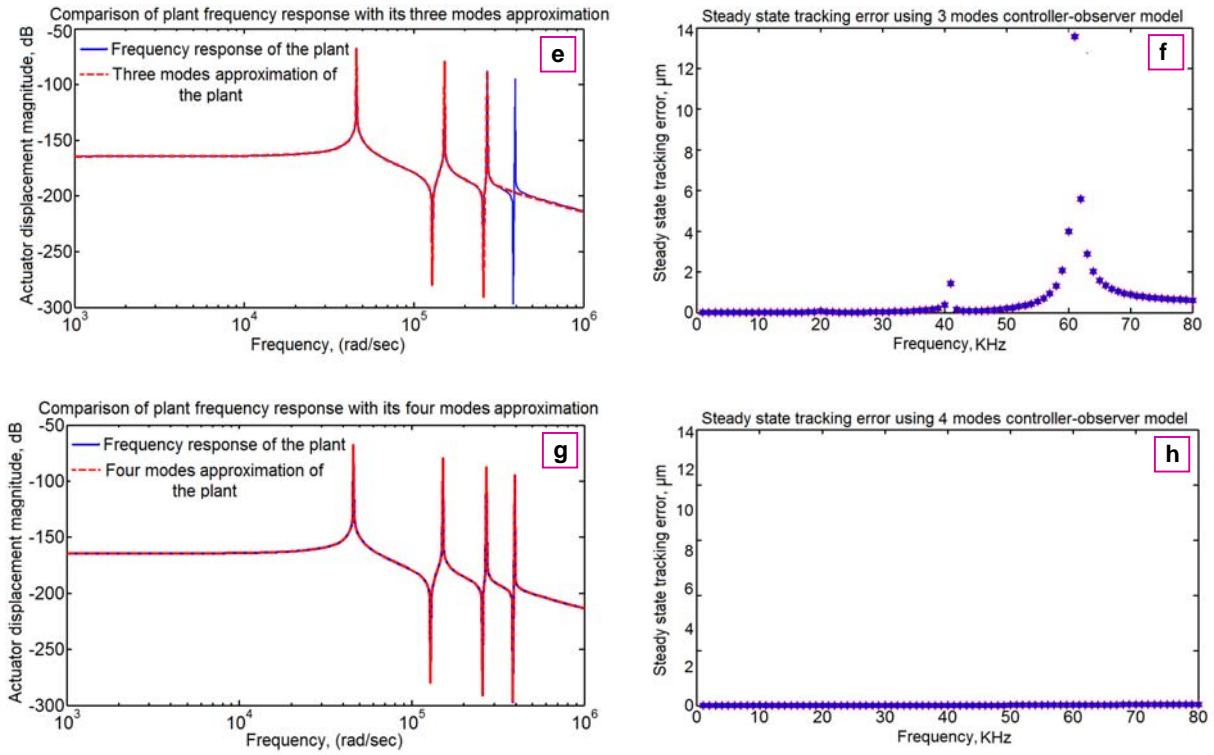 Comparison of plant frequency response with its three modes approximation
-50
-100
-150
-200
-250
-300
Actuator displacement magnitude, dB
Frequency response of the plant
Three modes approximation of
the plant
e
10^3
10^4
10^5
10^6
Frequency, (rad/sec)
Steady state tracking error using 3 modes controller-observer model
14
12
10
8
6
4
2
0
Steady state tracking error, µm
f
0
10
20
30
40
50
60
70
80
Frequency, KHz
Comparison of plant frequency response with its four modes approximation
-50
-100
-150
-200
-250
-300
Actuator displacement magnitude, dB
Frequency response of the plant
Four modes approximation of
the plant
g
10^3
10^4
10^5
10^6
Frequency, (rad/sec)
Steady state tracking error using 4 modes controller-observer model
14
12
10
8
6
4
2
0
Steady state tracking error, µm
h
0
10
20
30
40
50
60
70
80
Frequency, KHz